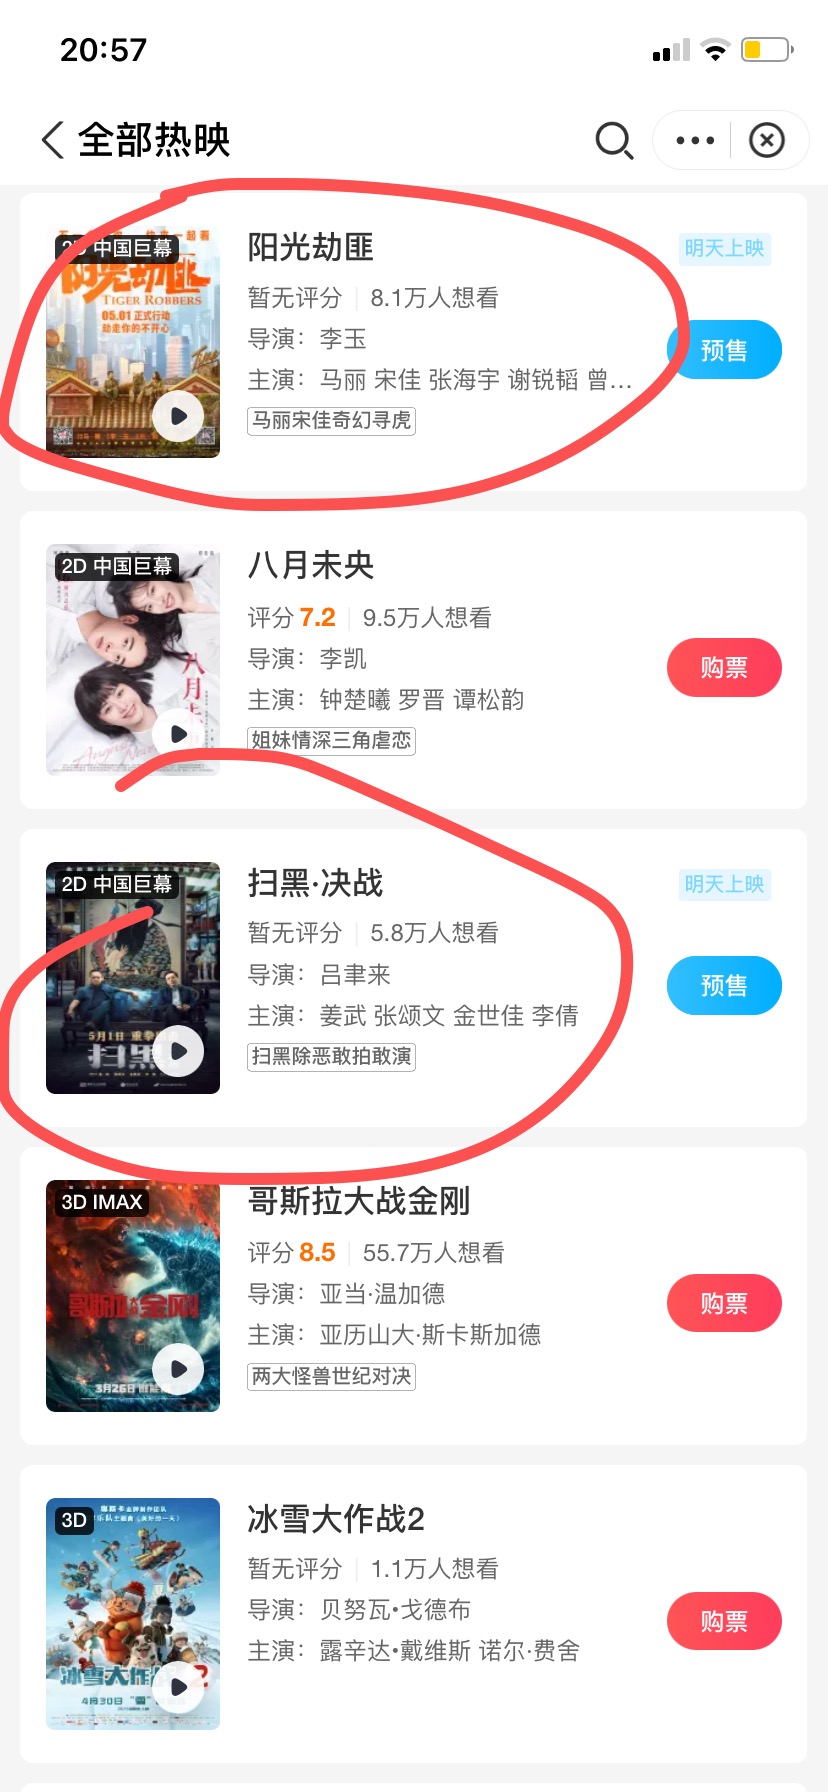 20:57
全部热映
2D 中国巨幕
阳光劫匪
TIGER ROBBERS
05.01 正式行动
劫走你的不开心
阳光劫匪
明天上映
暂无评分
8.1万人想看
导演：李玉
预售
主演：马丽 宋佳 张海宇 谢锐韬 曾...
马丽宋佳奇幻寻虎
2D 中国巨幕
八月
八月未央
评分 7.2
9.5万人想看
导演：李凯
购票
主演：钟楚曦 罗晋 谭松韵
姐妹情深三角虐恋
2D 中国巨幕
5月1日 重拳
扫黑
扫黑·决战
明天上映
暂无评分
5.8万人想看
导演：吕聿来
预售
主演：姜武 张颂文 金世佳 李倩
扫黑除恶敢拍敢演
3D IMAX
哥斯拉大战金刚
3月26日
哥斯拉大战金刚
评分 8.5
55.7万人想看
导演：亚当·温加德
购票
主演：亚历山大·斯卡斯加德
两大怪兽世纪对决
3D
冰雪大作战2
4月30日
冰雪大作战2
暂无评分
1.1万人想看
导演：贝努瓦•戈德布
购票
主演：露辛达•戴维斯 诺尔·费舍